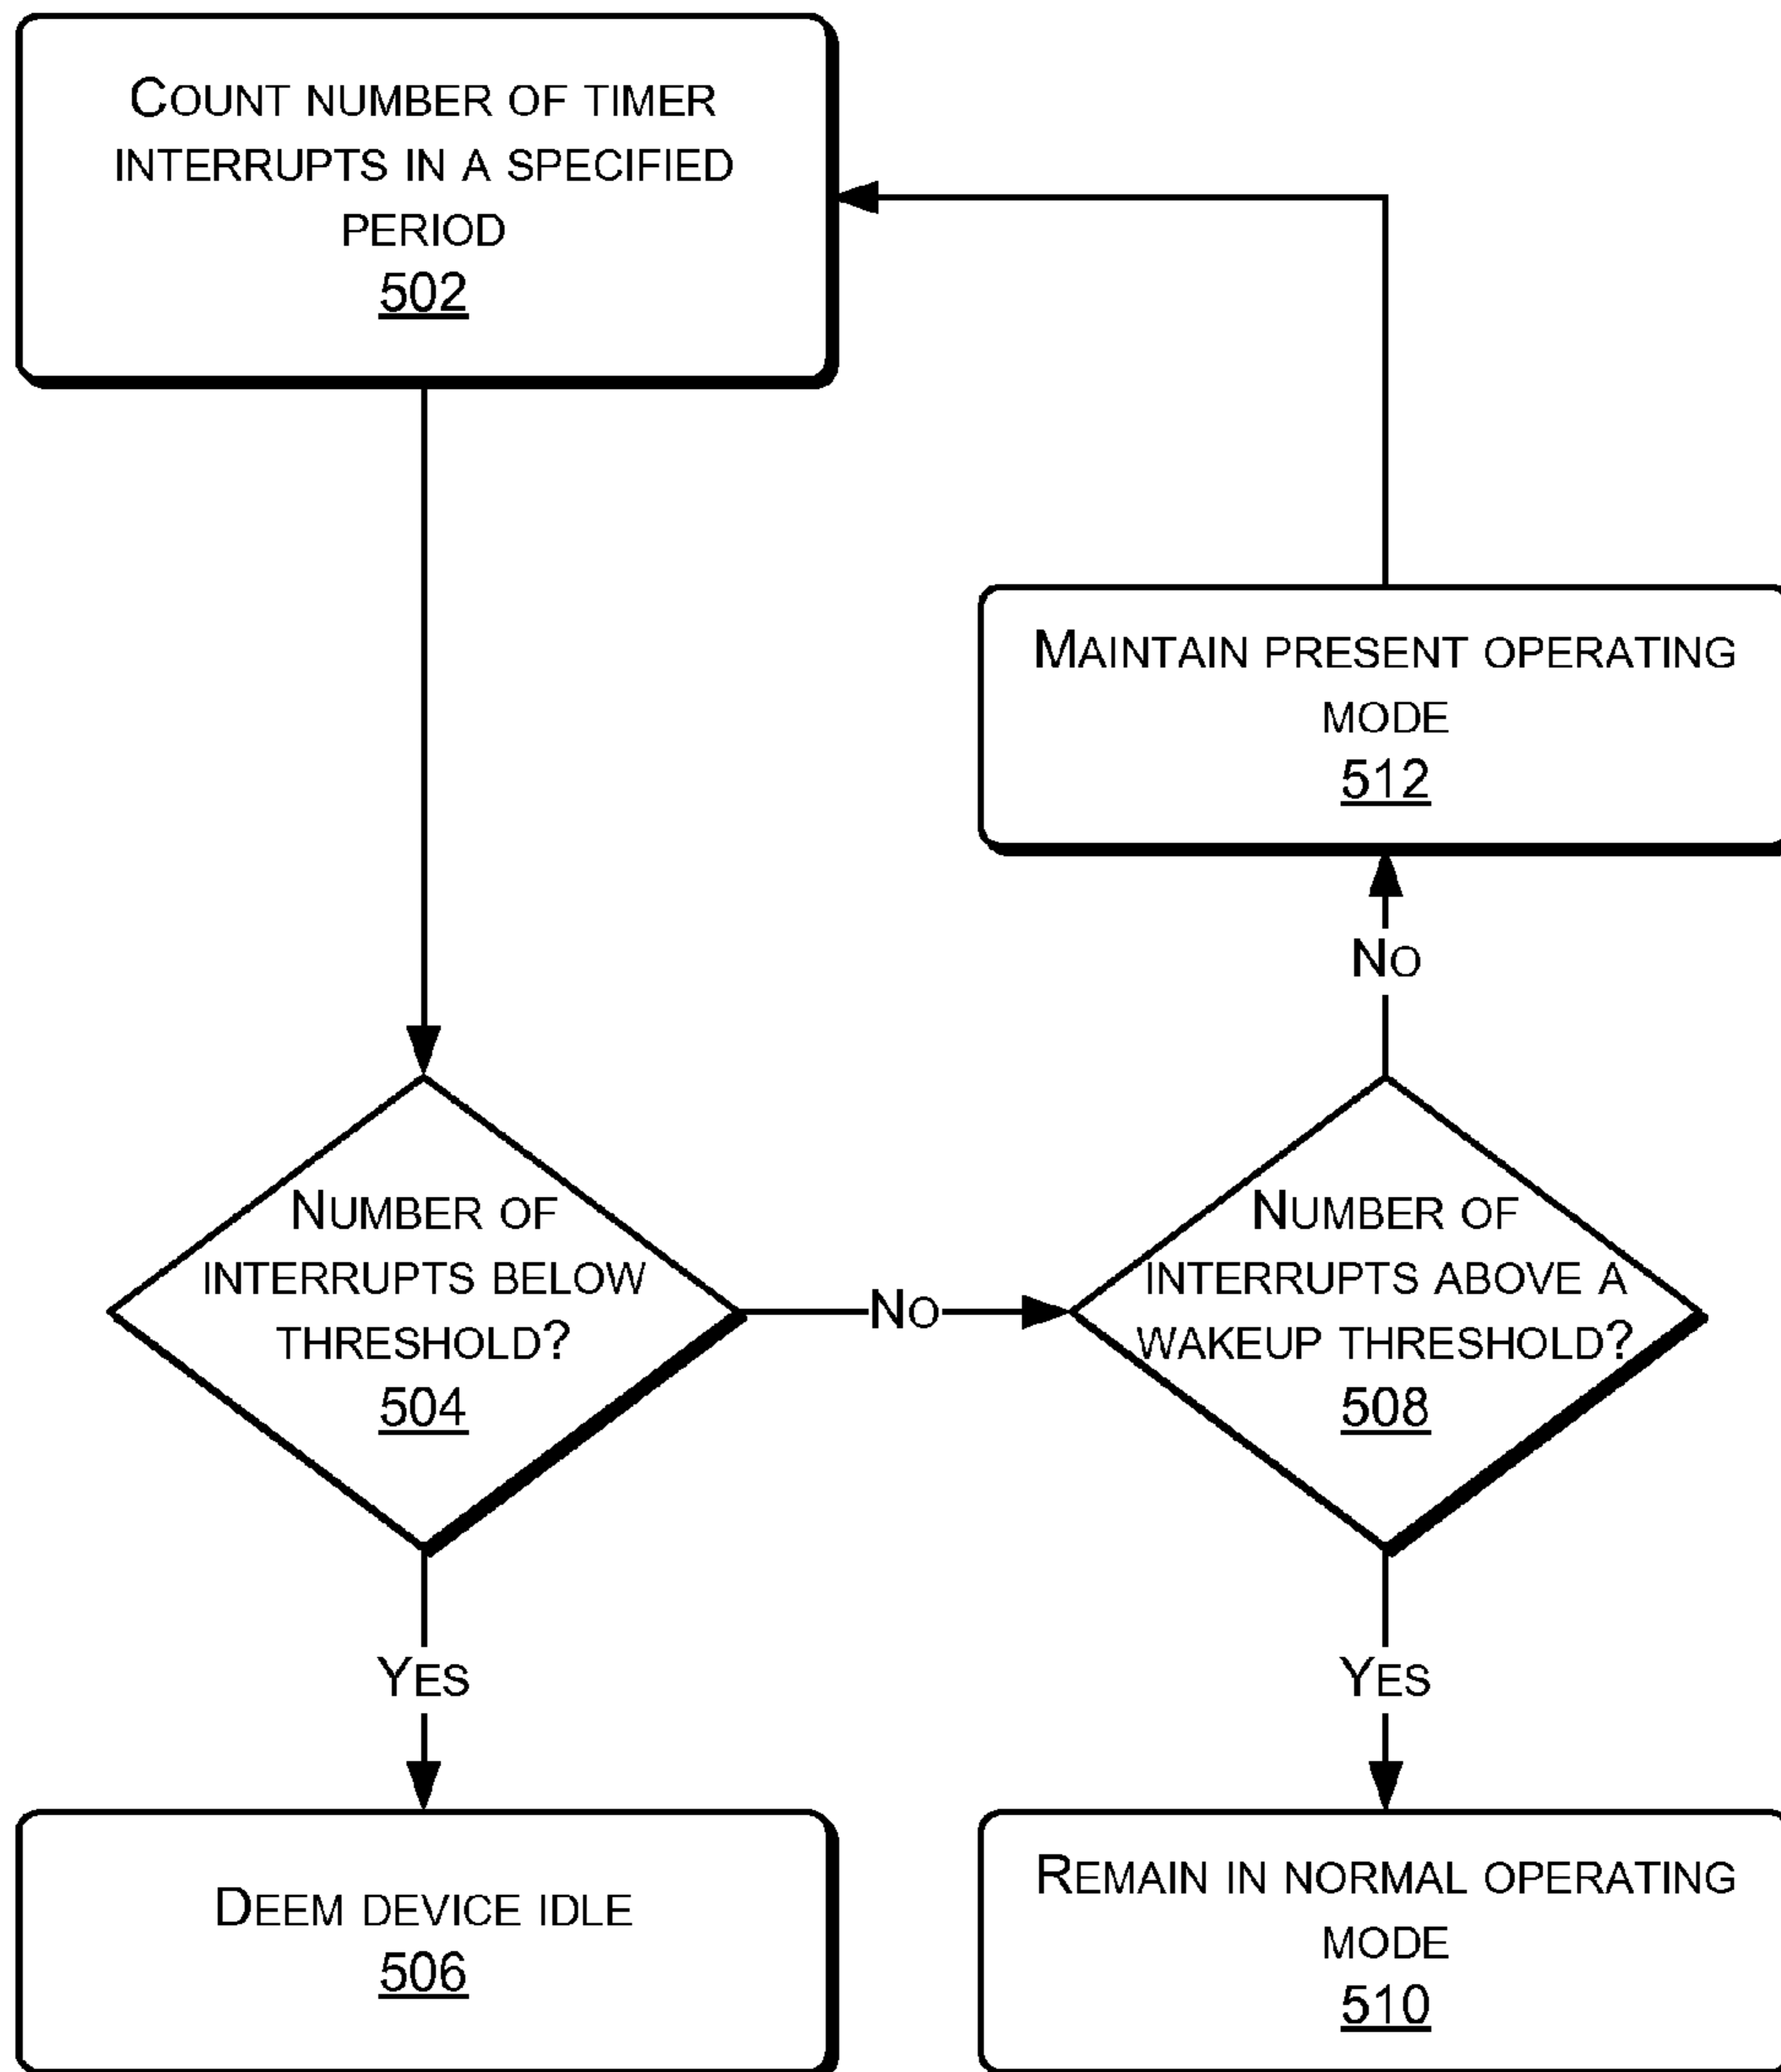 COUNT NUMBER OF TIMER
INTERRUPTS IN A SPECIFIED
PERIOD
502
MAINTAIN PRESENT OPERATING
MODE
512
NO
NUMBER OF
INTERRUPTS BELOW
THRESHOLD?
504
NO
NUMBER OF
INTERRUPTS ABOVE A
WAKEUP THRESHOLD?
508
YES
YES
DEEM DEVICE IDLE
506
REMAIN IN NORMAL OPERATING
MODE
510